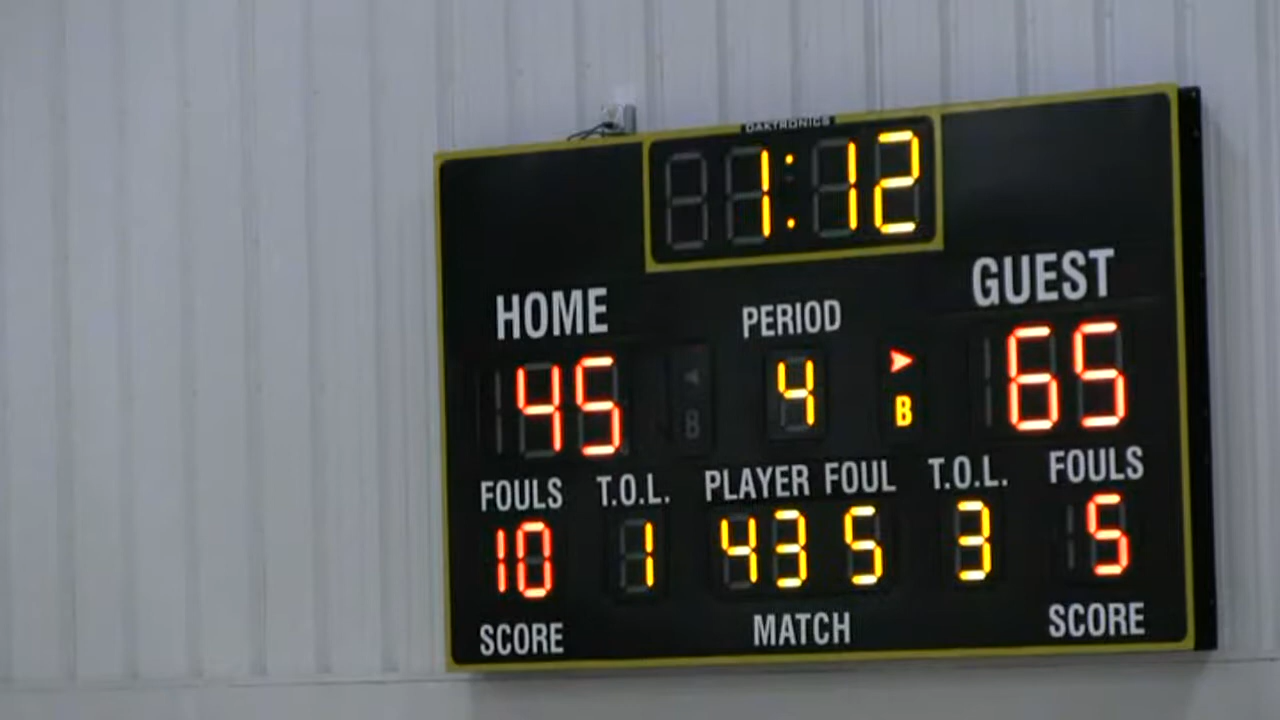 DAKTRONICS
1:12
HOME PERIOD GUEST
45 4 B 65
FOULS T.O.L. PLAYER FOUL T.O.L. FOULS
10 1 43 5 3 5
SCORE MATCH SCORE